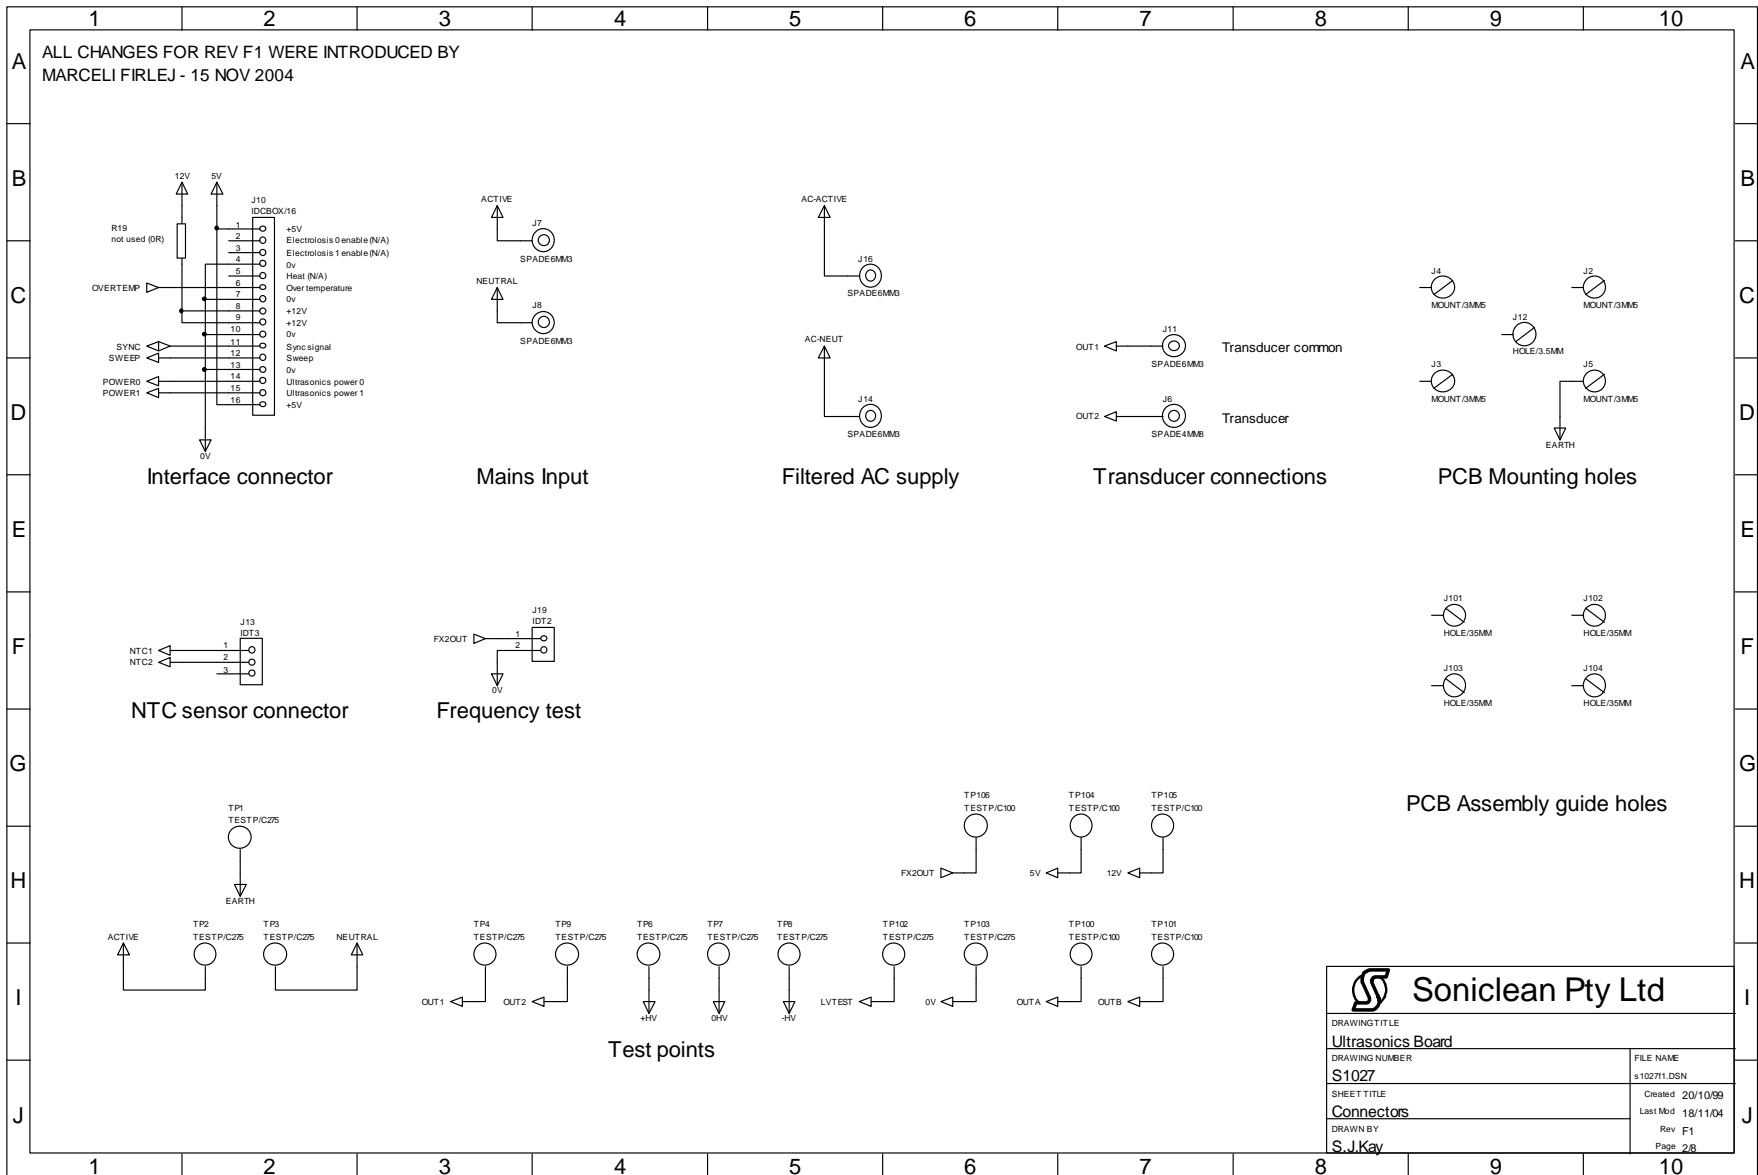 1 2 3 4 5 6 7 8 9 10
A A
ALL CHANGES FOR REV F1 WERE INTRODUCED BY
MARCELI FIRLEJ - 15 NOV 2004
B B
12V 5V
R19
not used (0R)
J10
IDCBOX/16
1 +5V
2 Electrolosis 0 enable (N/A)
3 Electrolosis 1 enable (N/A)
4 0v
5 Heat (N/A)
OVERTEMP 6 Over temperature
7 0v
8 +12V
9 +12V
10 0v
SYNC 11 Sync signal
SWEEP 12 Sweep
13 0v
POWER0 14 Ultrasonics power 0
POWER1 15 Ultrasonics power 1
16 +5V
0V
Interface connector
ACTIVE
J7
SPADE6MM3
NEUTRAL
J8
SPADE6MM3
Mains Input
AC-ACTIVE
J16
SPADE6MM3
AC-NEUT
J14
SPADE6MM3
Filtered AC supply
OUT1
J11
SPADE6MM3
Transducer common
OUT2
J6
SPADE4MM8
Transducer
Transducer connections
C C
J4
MOUNT/3MM5
J2
MOUNT/3MM5
J12
HOLE/3.5MM
J3
MOUNT/3MM5
J5
MOUNT/3MM5
EARTH
D D
PCB Mounting holes
E E
J13
IDT3
NTC1 1
NTC2 2
3
NTC sensor connector
J19
IDT2
FX2OUT 1
2
0V
Frequency test
F F
J101
HOLE/35MM
J102
HOLE/35MM
J103
HOLE/35MM
J104
HOLE/35MM
G G
PCB Assembly guide holes
TP1
TESTP/C275
EARTH
TP106
TESTP/C100
FX2OUT
TP104
TESTP/C100
5V
TP105
TESTP/C100
12V
H H
ACTIVE
TP2
TESTP/C275
TP3
TESTP/C275
NEUTRAL
TP4
TESTP/C275
OUT1
TP9
TESTP/C275
OUT2
TP6
TESTP/C275
+HV
TP7
TESTP/C275
0HV
TP8
TESTP/C275
-HV
TP102
TESTP/C275
LVTEST
TP103
TESTP/C275
0V
TP100
TESTP/C100
OUTA
TP101
TESTP/C100
OUTB
Test points
I I
Soniclean Pty Ltd
DRAWING TITLE
Ultrasonics Board
DRAWING NUMBER
S1027
FILE NAME
s1027f1.DSN
SHEET TITLE
Connectors
Created 20/10/99
Last Mod 18/11/04
DRAWN BY
S.J.Kay
Rev F1
Page 2/8
J J
1 2 3 4 5 6 7 8 9 10